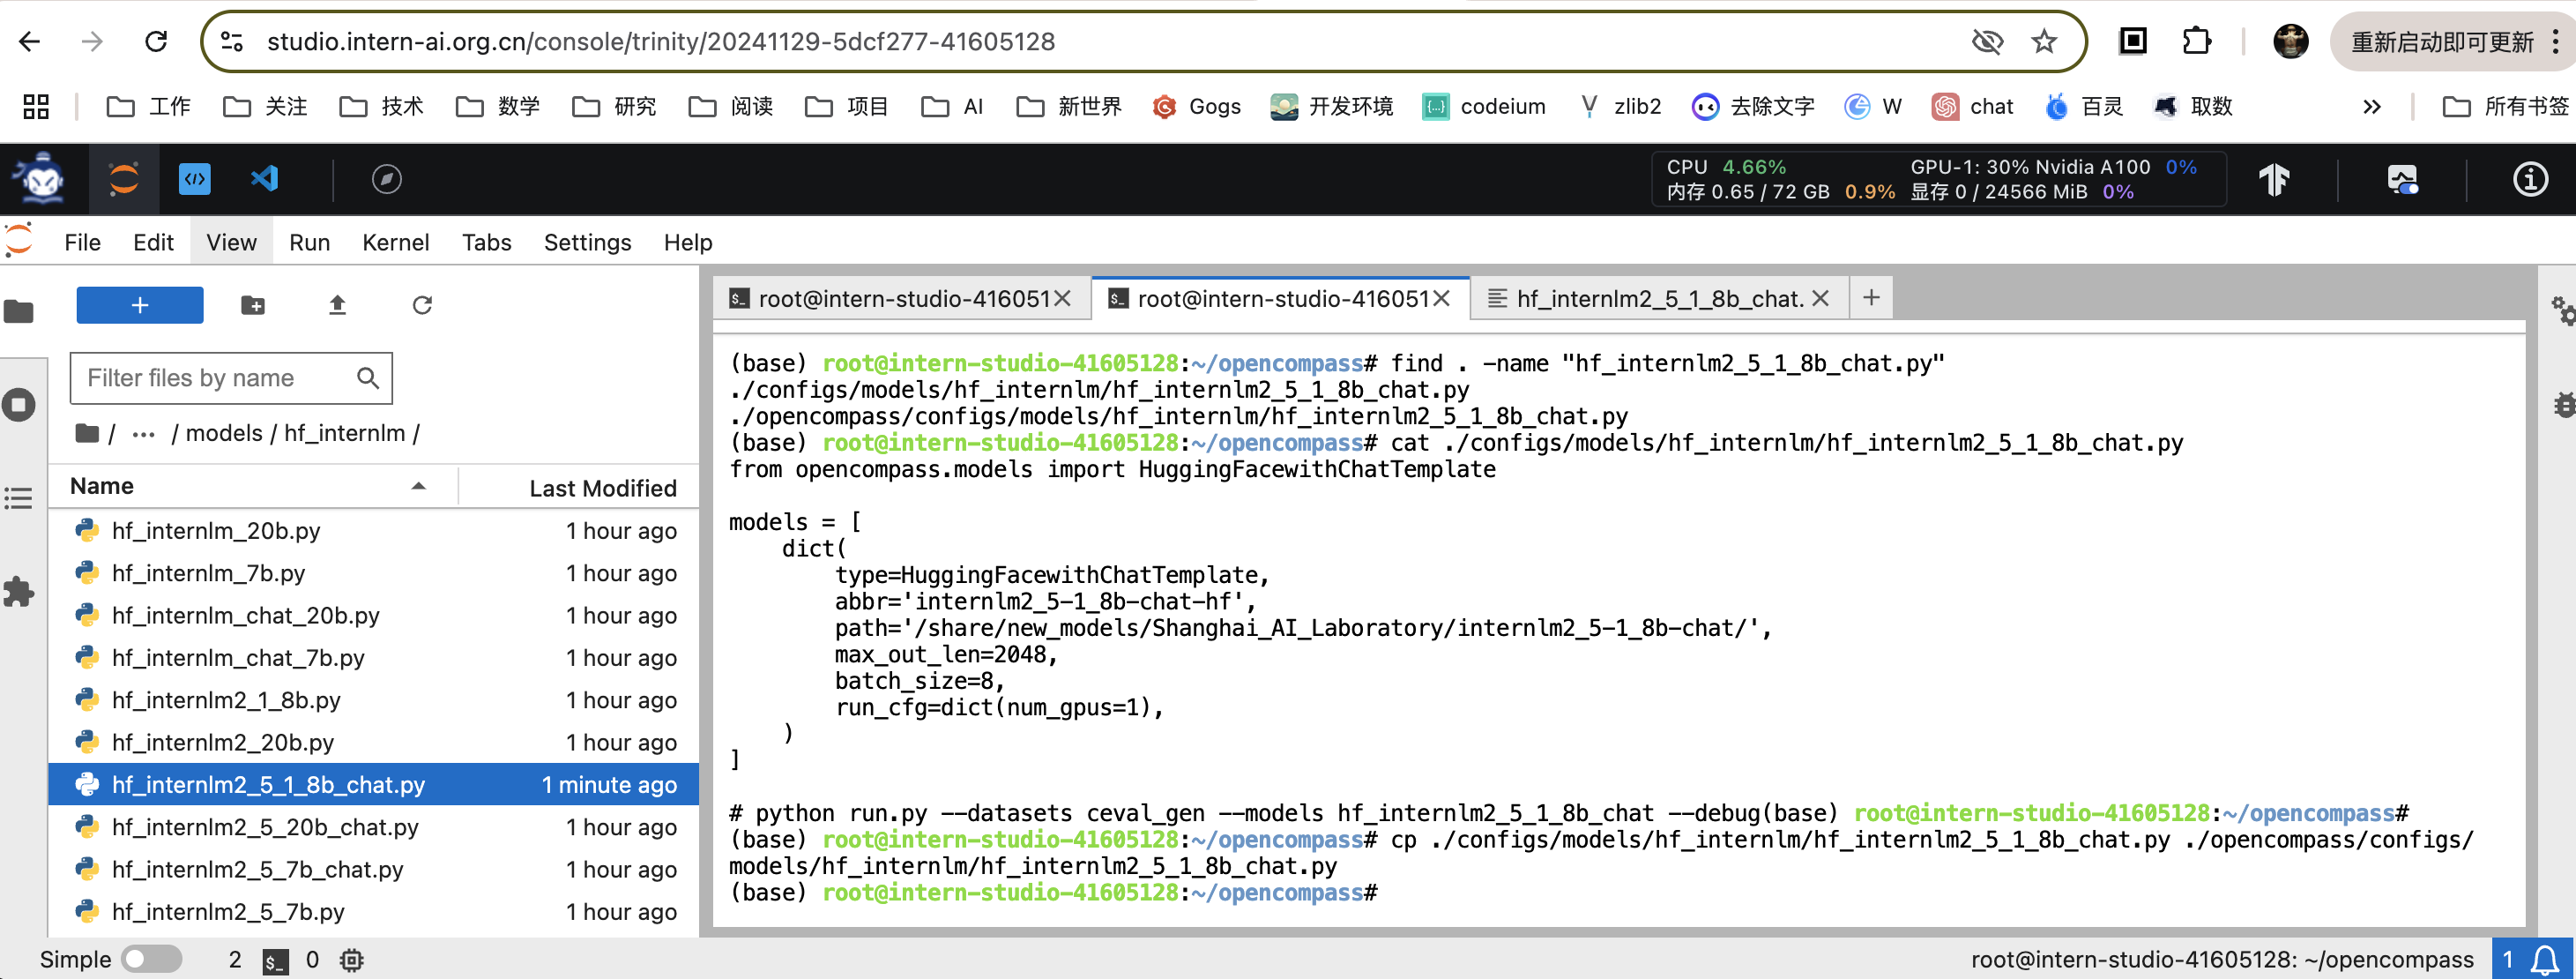 studio.intern-ai.org.cn/console/trinity/20241129-5dcf277-41605128
重新启动即可更新
工作 关注 技术 数学 研究 阅读 项目 AI 新世界 Gogs 开发环境 codeium zlib2 去除文字 W chat 百灵 取数 » 所有书签
CPU 4.66% GPU-1: 30% Nvidia A100 0%
内存 0.65 / 72 GB 0.9% 显存 0 / 24566 MiB 0%
File Edit View Run Kernel Tabs Settings Help
+
Filter files by name
/ ··· / models / hf_internlm /
Name Last Modified
hf_internlm_20b.py 1 hour ago
hf_internlm_7b.py 1 hour ago
hf_internlm_chat_20b.py 1 hour ago
hf_internlm_chat_7b.py 1 hour ago
hf_internlm2_1_8b.py 1 hour ago
hf_internlm2_20b.py 1 hour ago
hf_internlm2_5_1_8b_chat.py 1 minute ago
hf_internlm2_5_20b_chat.py 1 hour ago
hf_internlm2_5_7b_chat.py 1 hour ago
hf_internlm2_5_7b.py 1 hour ago
root@intern-studio-416051 root@intern-studio-416051 hf_internlm2_5_1_8b_chat. +
(base) root@intern-studio-41605128:~/opencompass# find . -name "hf_internlm2_5_1_8b_chat.py"
./configs/models/hf_internlm/hf_internlm2_5_1_8b_chat.py
./opencompass/configs/models/hf_internlm/hf_internlm2_5_1_8b_chat.py
(base) root@intern-studio-41605128:~/opencompass# cat ./configs/models/hf_internlm/hf_internlm2_5_1_8b_chat.py
from opencompass.models import HuggingFacewithChatTemplate
models = [
dict(
type=HuggingFacewithChatTemplate,
abbr='internlm2_5-1_8b-chat-hf',
path='/share/new_models/Shanghai_AI_Laboratory/internlm2_5-1_8b-chat/',
max_out_len=2048,
batch_size=8,
run_cfg=dict(num_gpus=1),
)
]
# python run.py --datasets ceval_gen --models hf_internlm2_5_1_8b_chat --debug(base) root@intern-studio-41605128:~/opencompass#
(base) root@intern-studio-41605128:~/opencompass# cp ./configs/models/hf_internlm/hf_internlm2_5_1_8b_chat.py ./opencompass/configs/
models/hf_internlm/hf_internlm2_5_1_8b_chat.py
(base) root@intern-studio-41605128:~/opencompass#
Simple 2 $_ 0 root@intern-studio-41605128: ~/opencompass 1